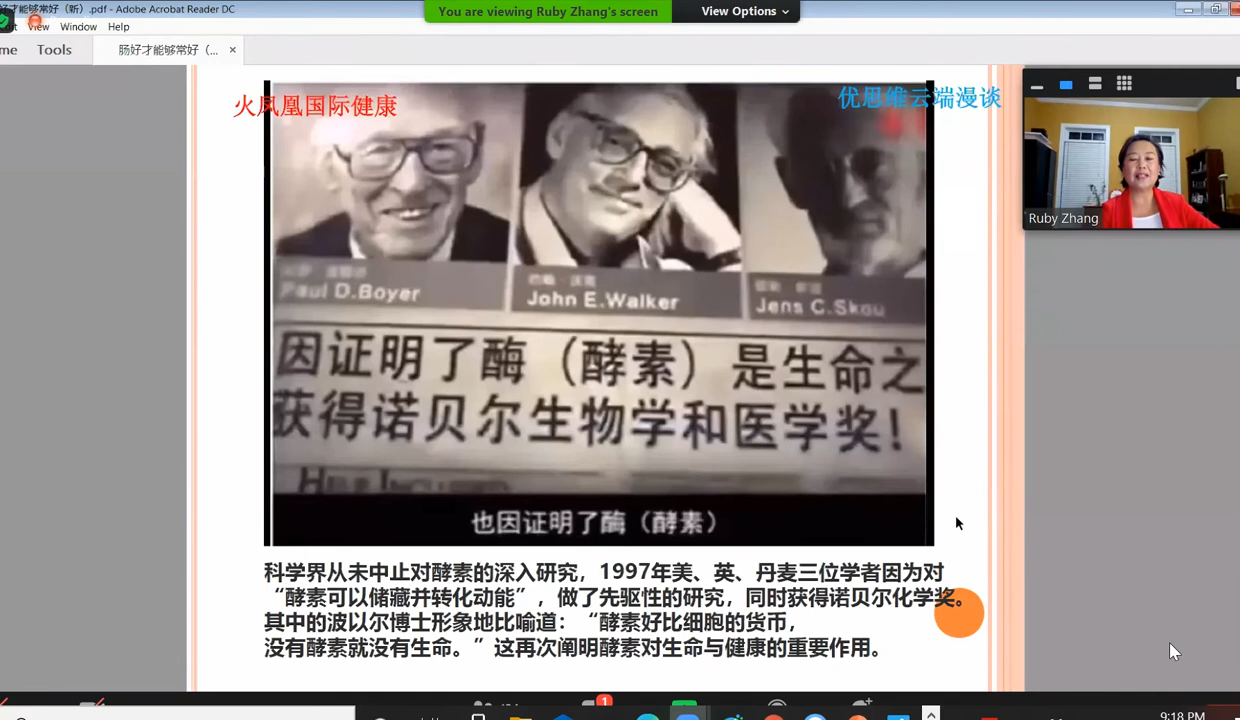 好才能够常好（新）.pdf - Adobe Acrobat Reader DC
You are viewing Ruby Zhang's screen
View Options
View Window Help
Tools
肠好才能够常好（...
火凤凰国际健康
优思维云端漫谈
Ruby Zhang
Paul D.Boyer
John E.Walker
Jens C.Skou
因证明了酶（酵素）是生命之
获得诺贝尔生物学和医学奖!
也因证明了酶（酵素）
科学界从未中止对酵素的深入研究，1997年美、英、丹麦三位学者因为对
“酵素可以储藏并转化动能”，做了先驱性的研究，同时获得诺贝尔化学奖。
其中的波以尔博士形象地比喻道：“酵素好比细胞的货币，
没有酵素就没有生命。”这再次阐明酵素对生命与健康的重要作用。
1
9:18 PM